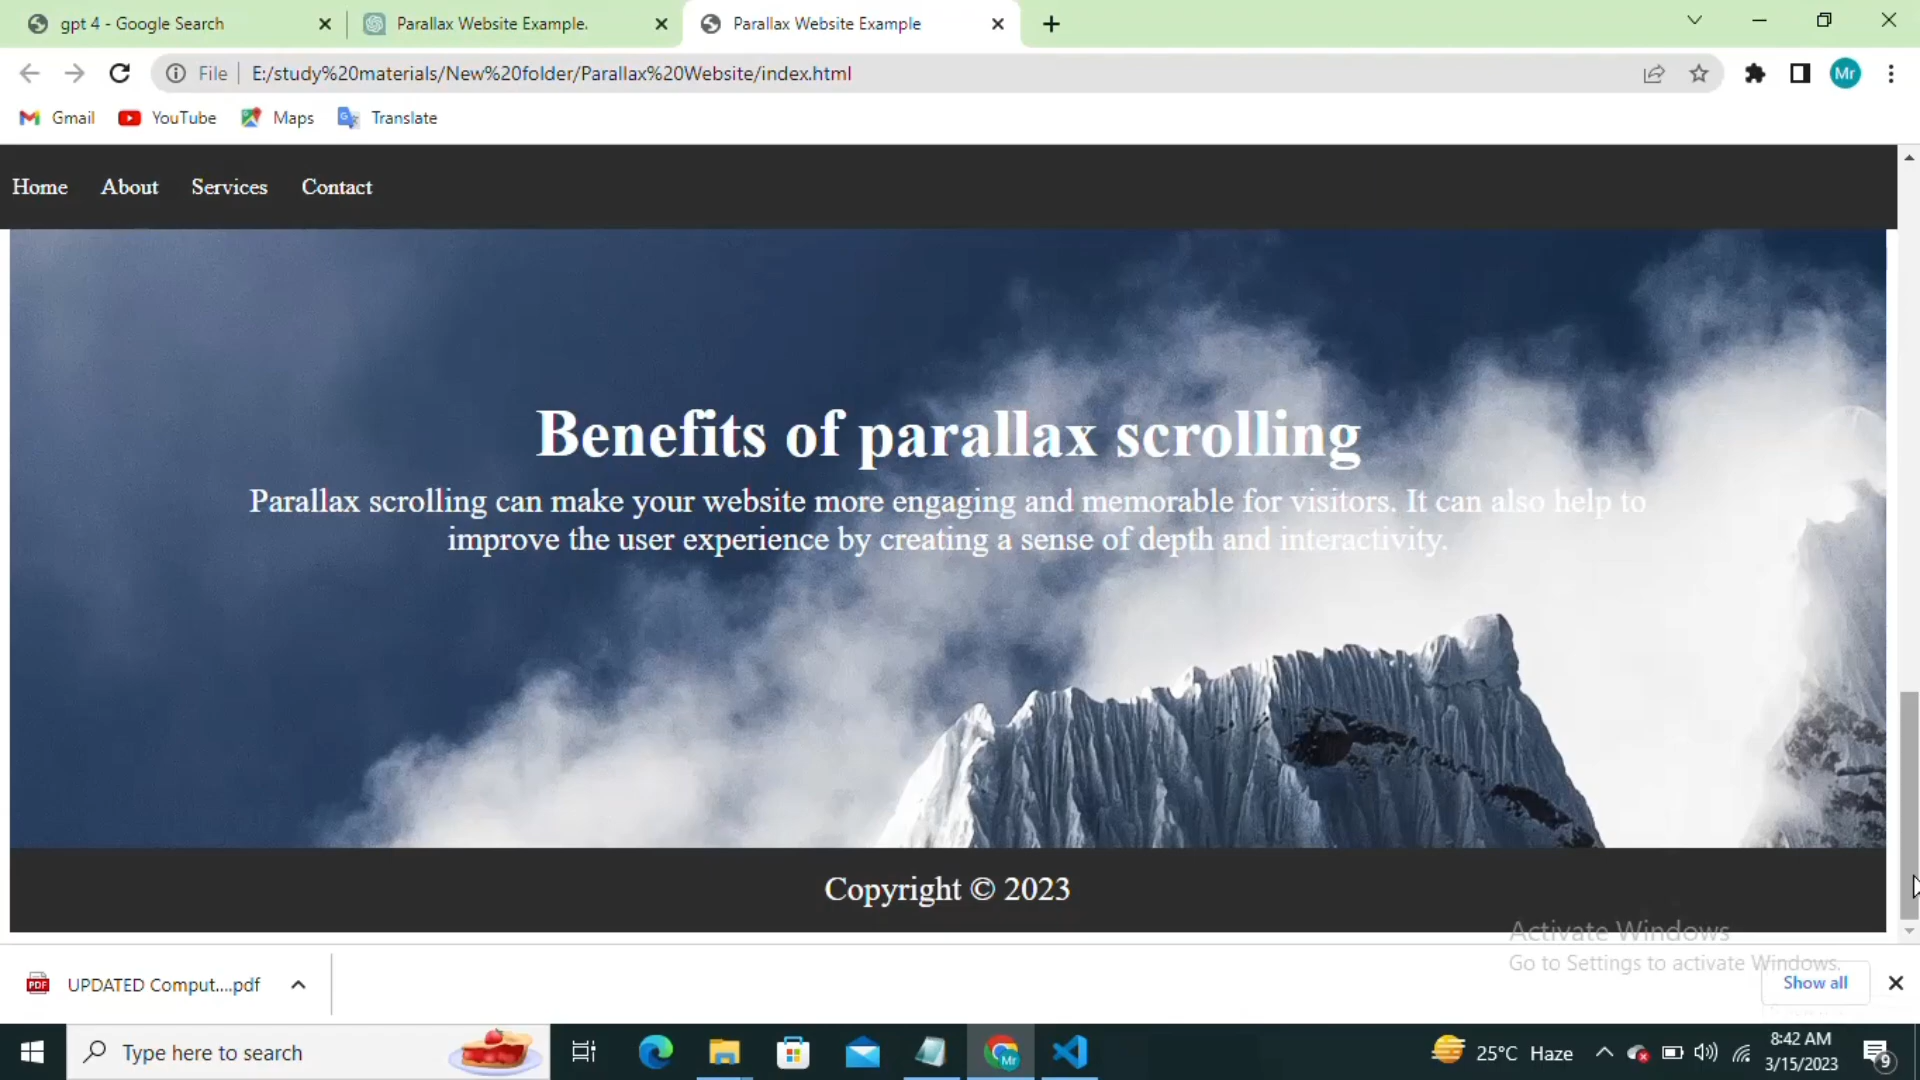 gpt 4 - Google Search
Parallax Website Example.
Parallax Website Example
File
E:/study%20materials/New%20folder/Parallax%20Website/index.html
Mr
Gmail
YouTube
Maps
Translate
Home
About
Services
Contact
Benefits of parallax scrolling
Parallax scrolling can make your website more engaging and memorable for visitors. It can also help to
improve the user experience by creating a sense of depth and interactivity.
Copyright © 2023
Activate Windows
Go to Settings to activate Windows.
PDF
UPDATED Comput....pdf
Show all
Type here to search
Mr
25°C Haze
8:42 AM
3/15/2023
9